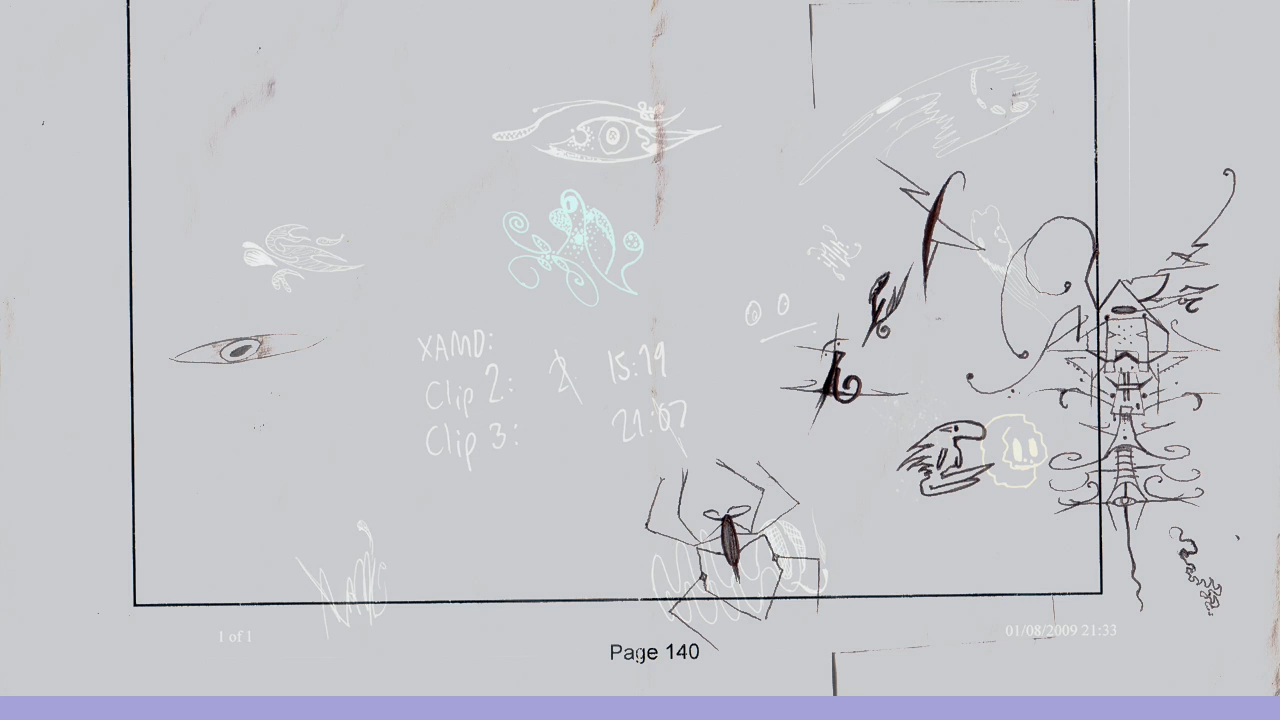 XAMD:
Clip 2: 15:19
Clip 3: 21:07
1 of 1
01/08/2009 21:33
Page 140